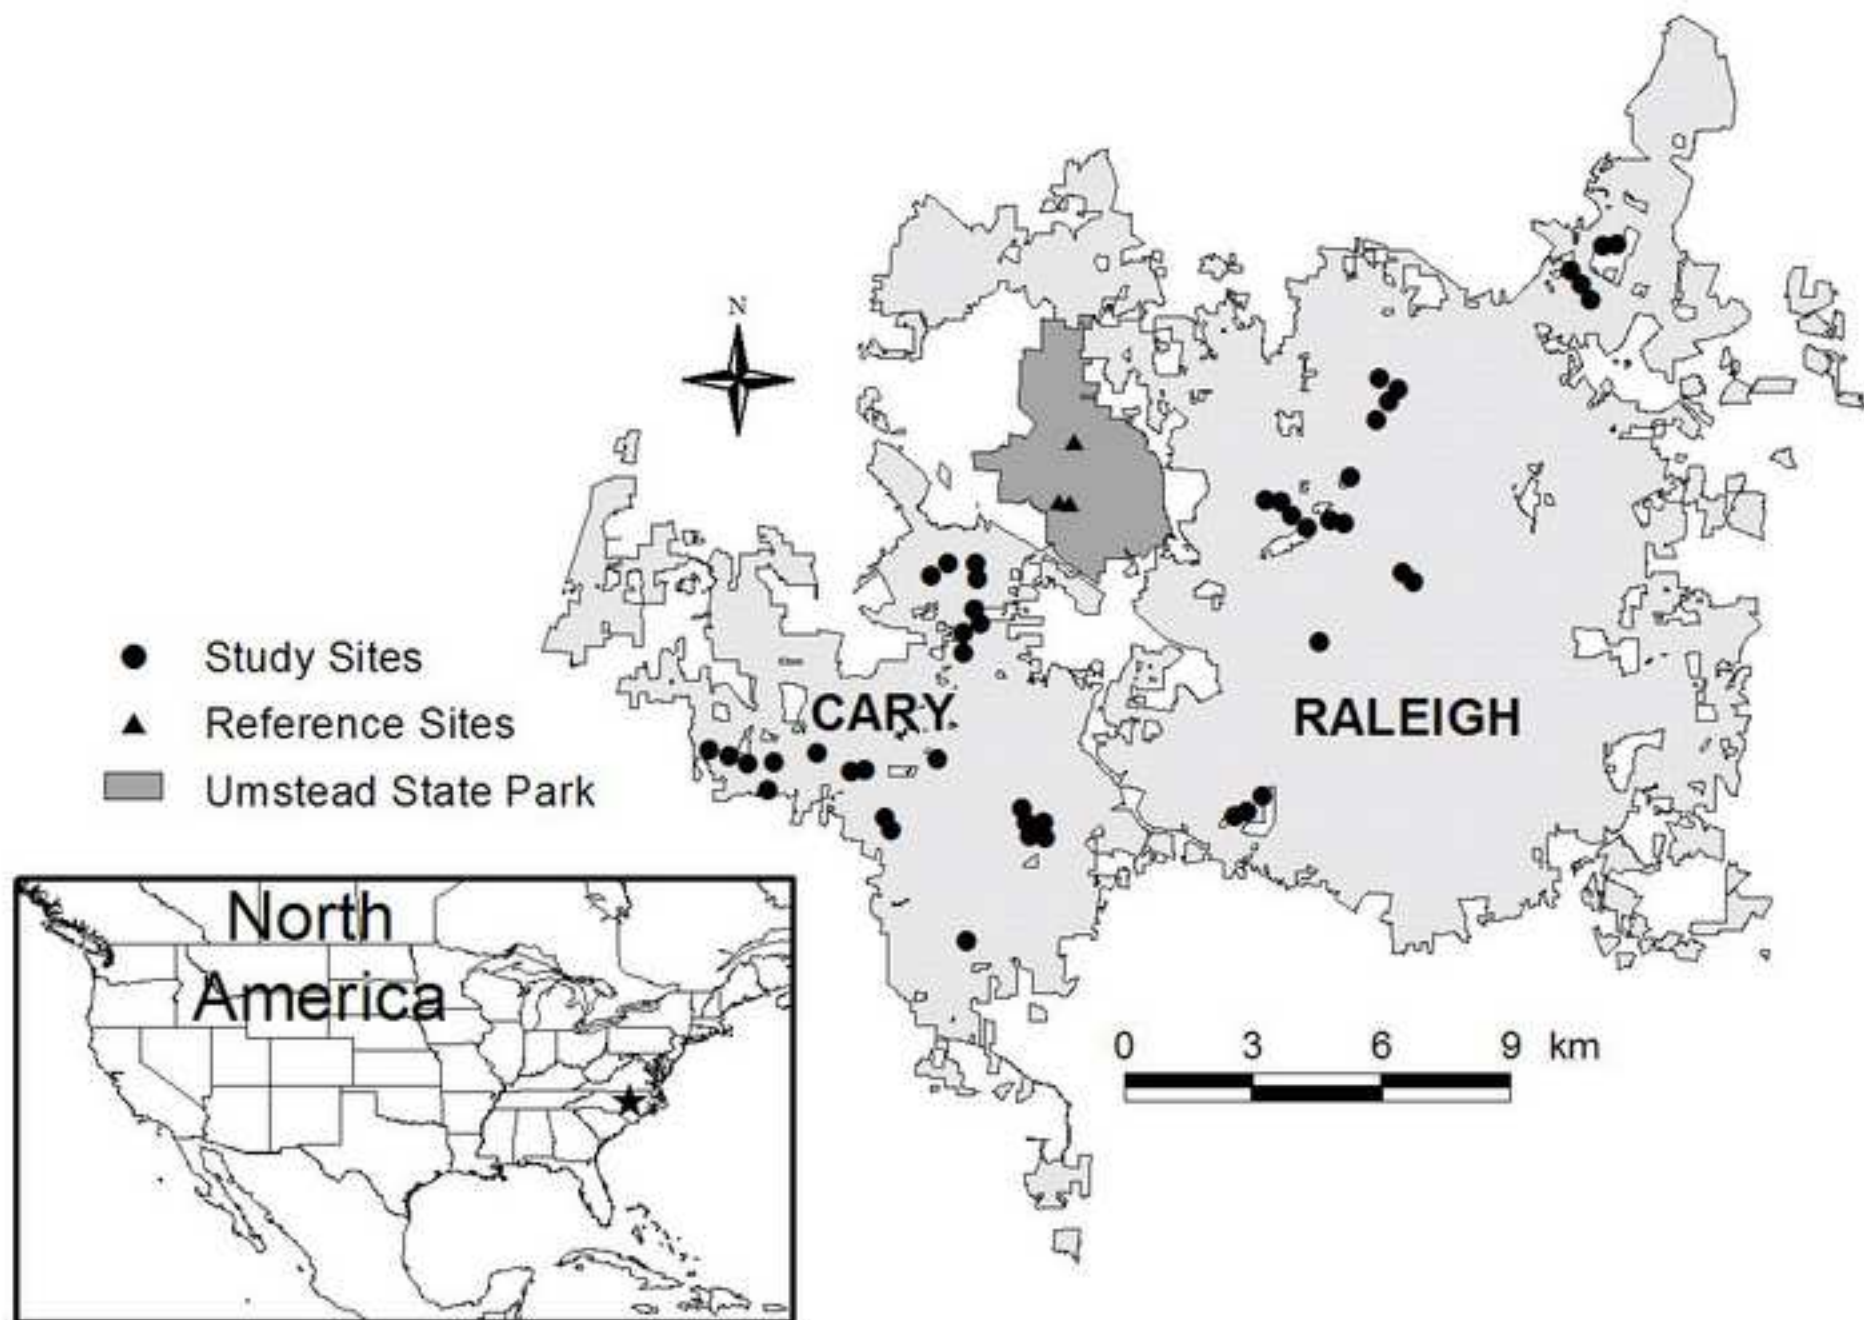 N
Study Sites
Reference Sites
Umstead State Park
CARY
RALEIGH
North
America
0 3 6 9 km